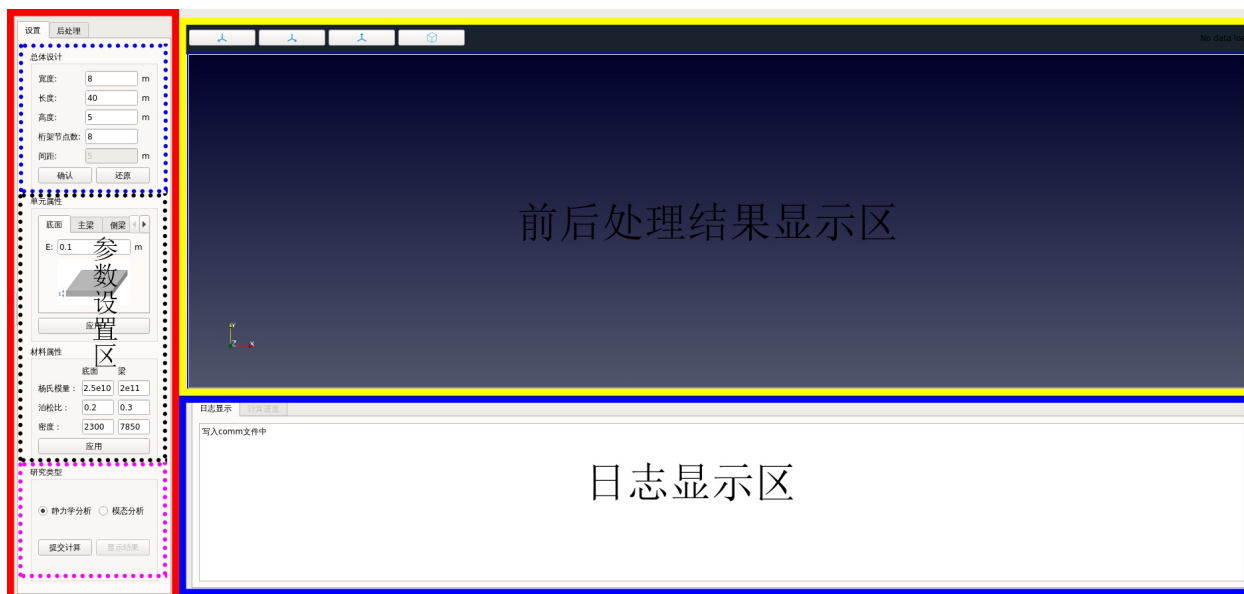 设置 后处理
总体设计
宽度: 8 m
长度: 40 m
高度: 5 m
桁架节点数: 8
间距: 5 m
确认 还原
单元属性
底面 主梁 侧梁
E: 0.1 m
应用
材料属性
底面 梁
杨氏模量: 2.5e10 2e11
泊松比: 0.2 0.3
密度: 2300 7850
应用
研究类型
静力学分析 模态分析
提交计算 显示结果
参数设置区
No data loa
前后处理结果显示区
Y
Z X
日志显示 计算进度
写入comm文件中
日志显示区